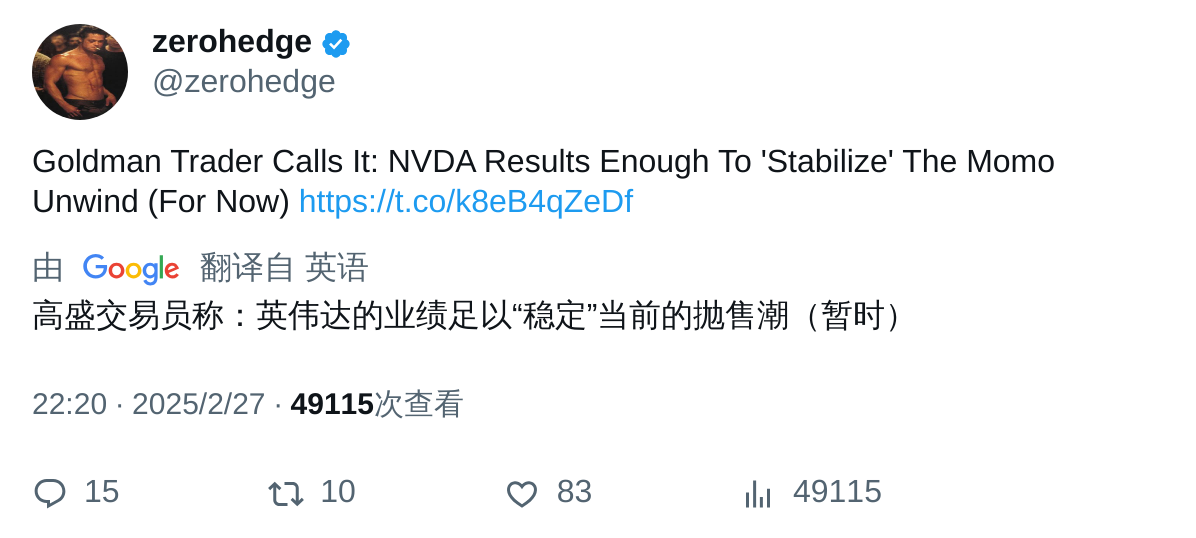 zerohedge
@zerohedge
Goldman Trader Calls It: NVDA Results Enough To 'Stabilize' The Momo
Unwind (For Now) https://t.co/k8eB4qZeDf
由 Google 翻译自 英语
高盛交易员称：英伟达的业绩足以“稳定”当前的抛售潮（暂时）
22:20 · 2025/2/27 · 49115次查看
15 10 83 49115